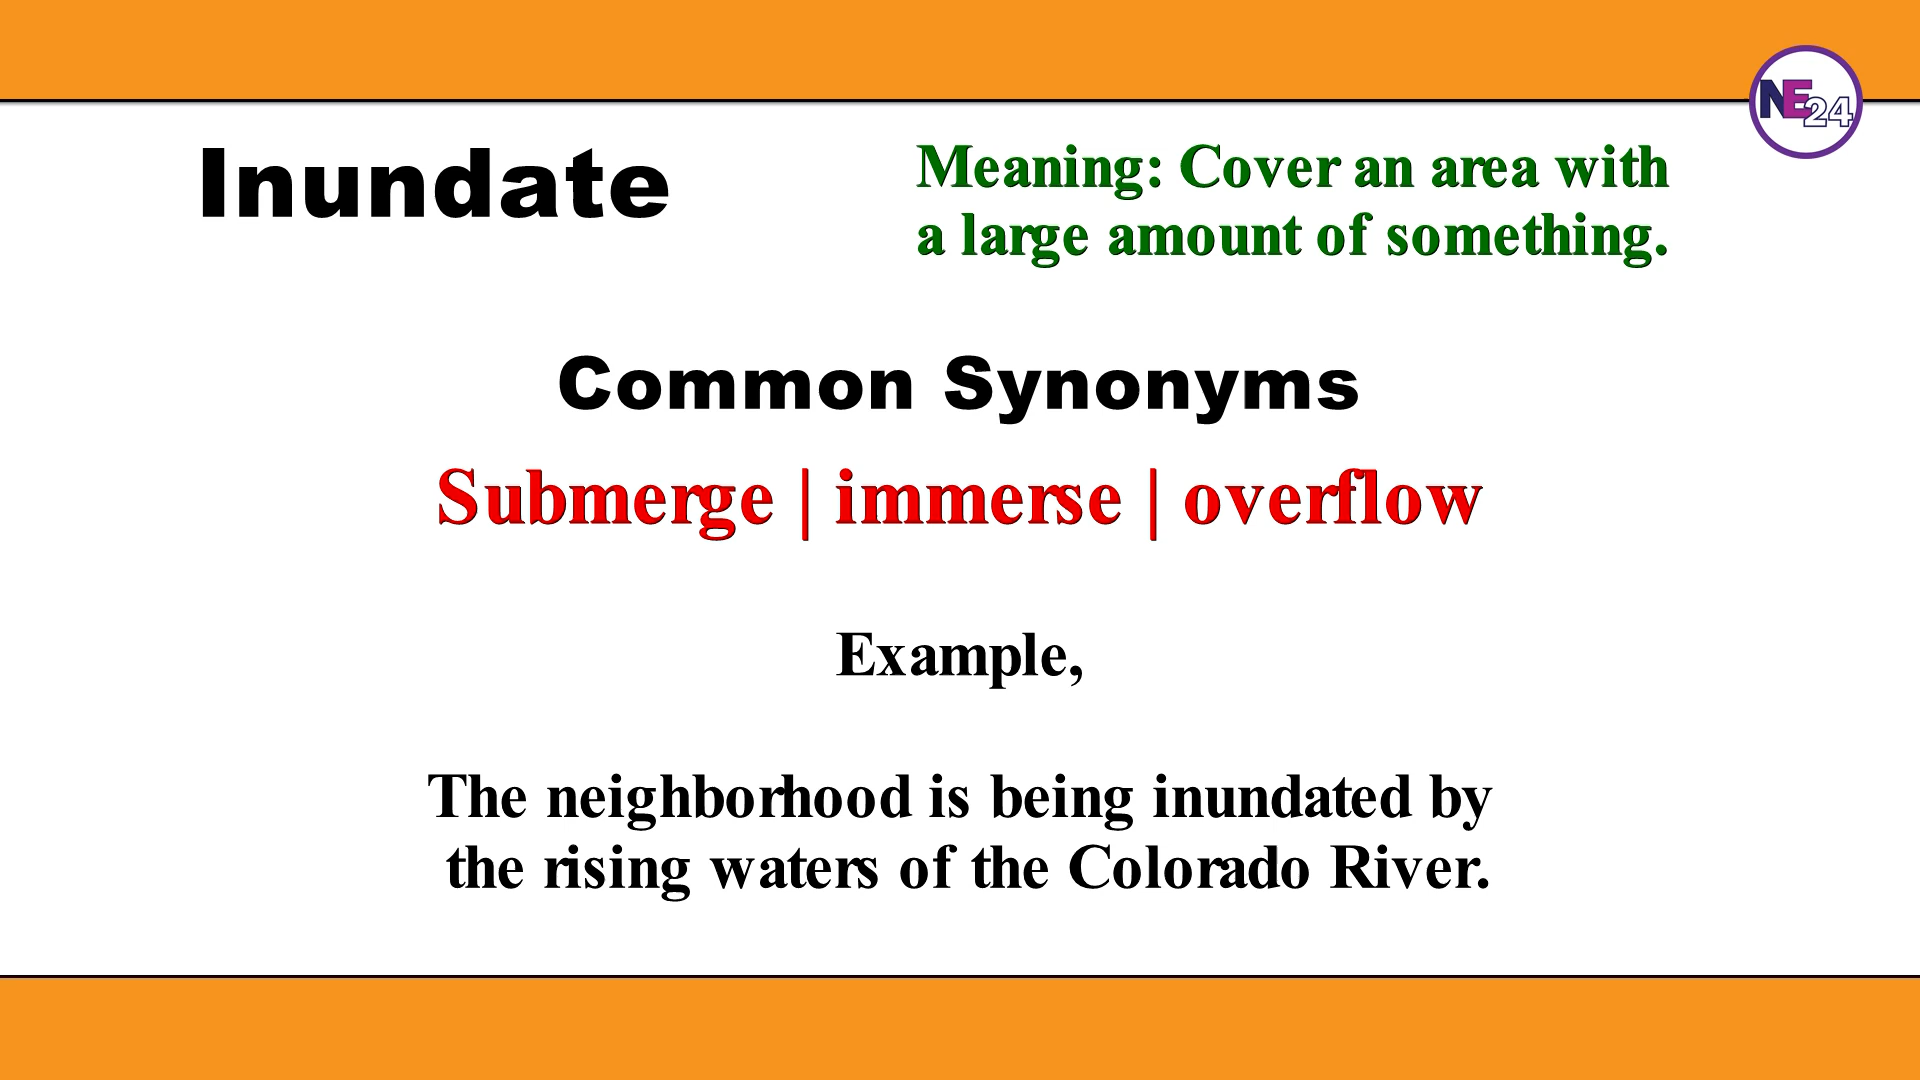 NE24
Inundate
Meaning: Cover an area with
a large amount of something.
Common Synonyms
Submerge | immerse | overflow
Example,
The neighborhood is being inundated by
the rising waters of the Colorado River.